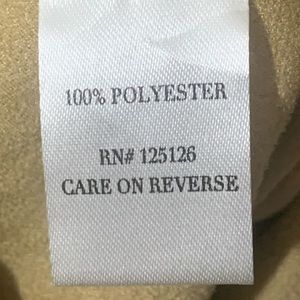 100% POLYESTER
RN# 125126
CARE ON REVERSE